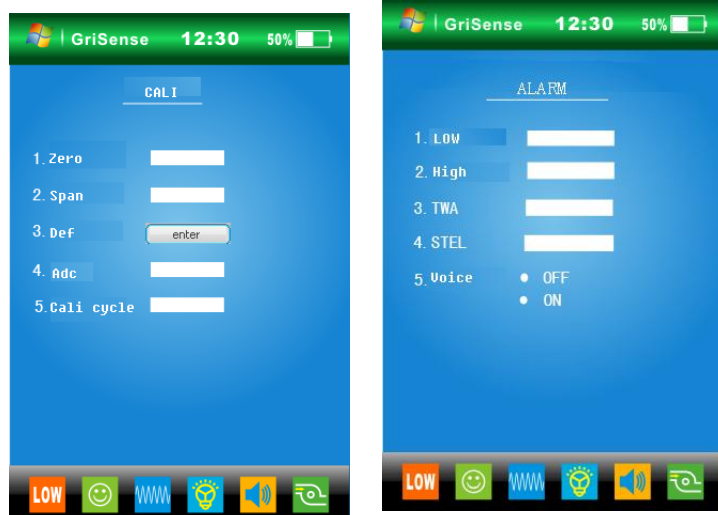 GriSense 12:30 50%
CALI
1. Zero
2. Span
3. Def enter
4. Adc
5. Cali cycle
LOW
GriSense 12:30 50%
ALARM
1. LOW
2. High
3. TWA
4. STEL
5. Voice OFF
ON
LOW